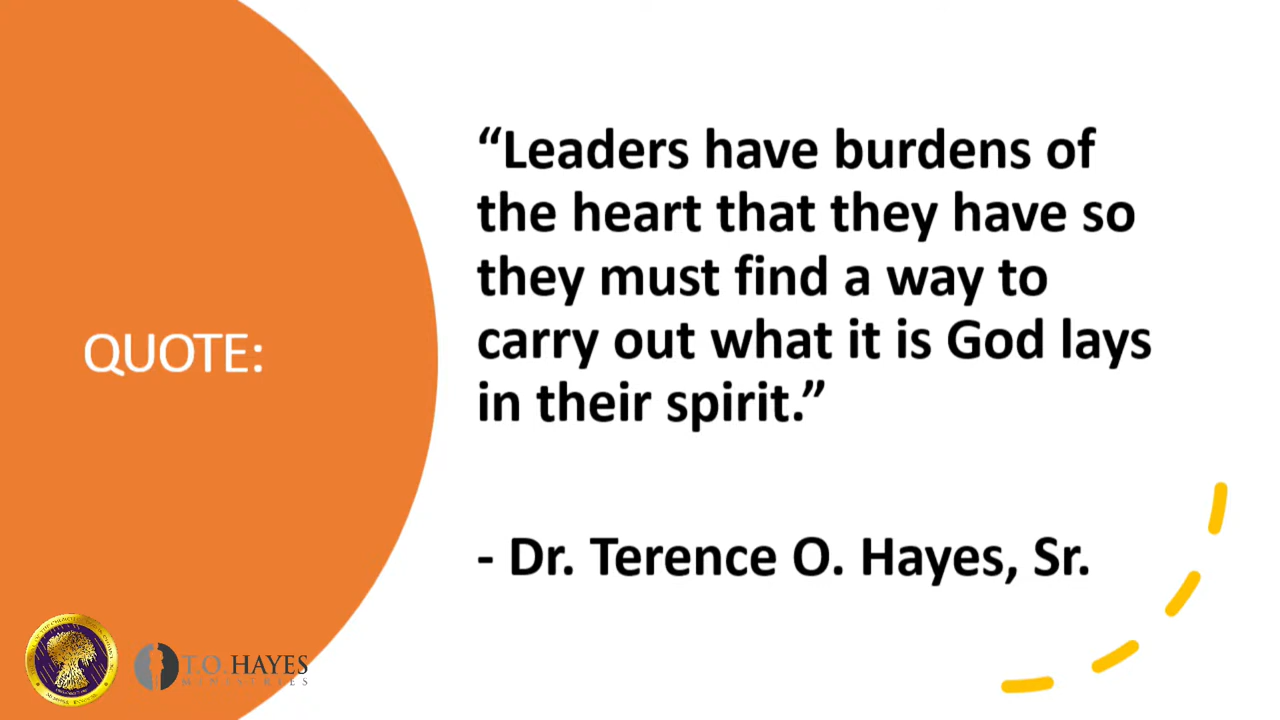 QUOTE:
“Leaders have burdens of
the heart that they have so
they must find a way to
carry out what it is God lays
in their spirit.”
- Dr. Terence O. Hayes, Sr.
T.O. HAYES
MINISTRIES